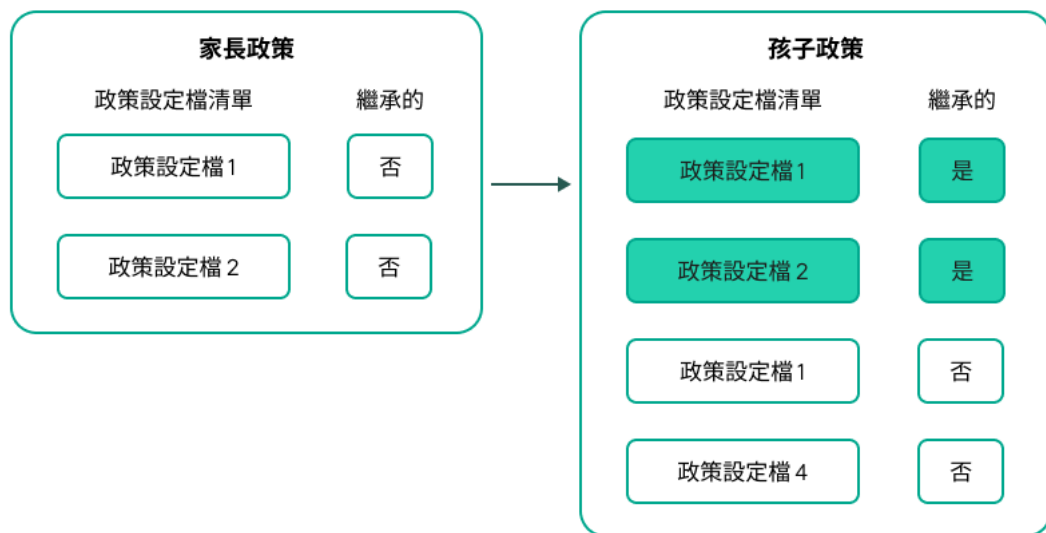 家長政策
政策設定檔清單 繼承的
政策設定檔1 否
政策設定檔2 否
孩子政策
政策設定檔清單 繼承的
政策設定檔1 是
政策設定檔2 是
政策設定檔1 否
政策設定檔4 否